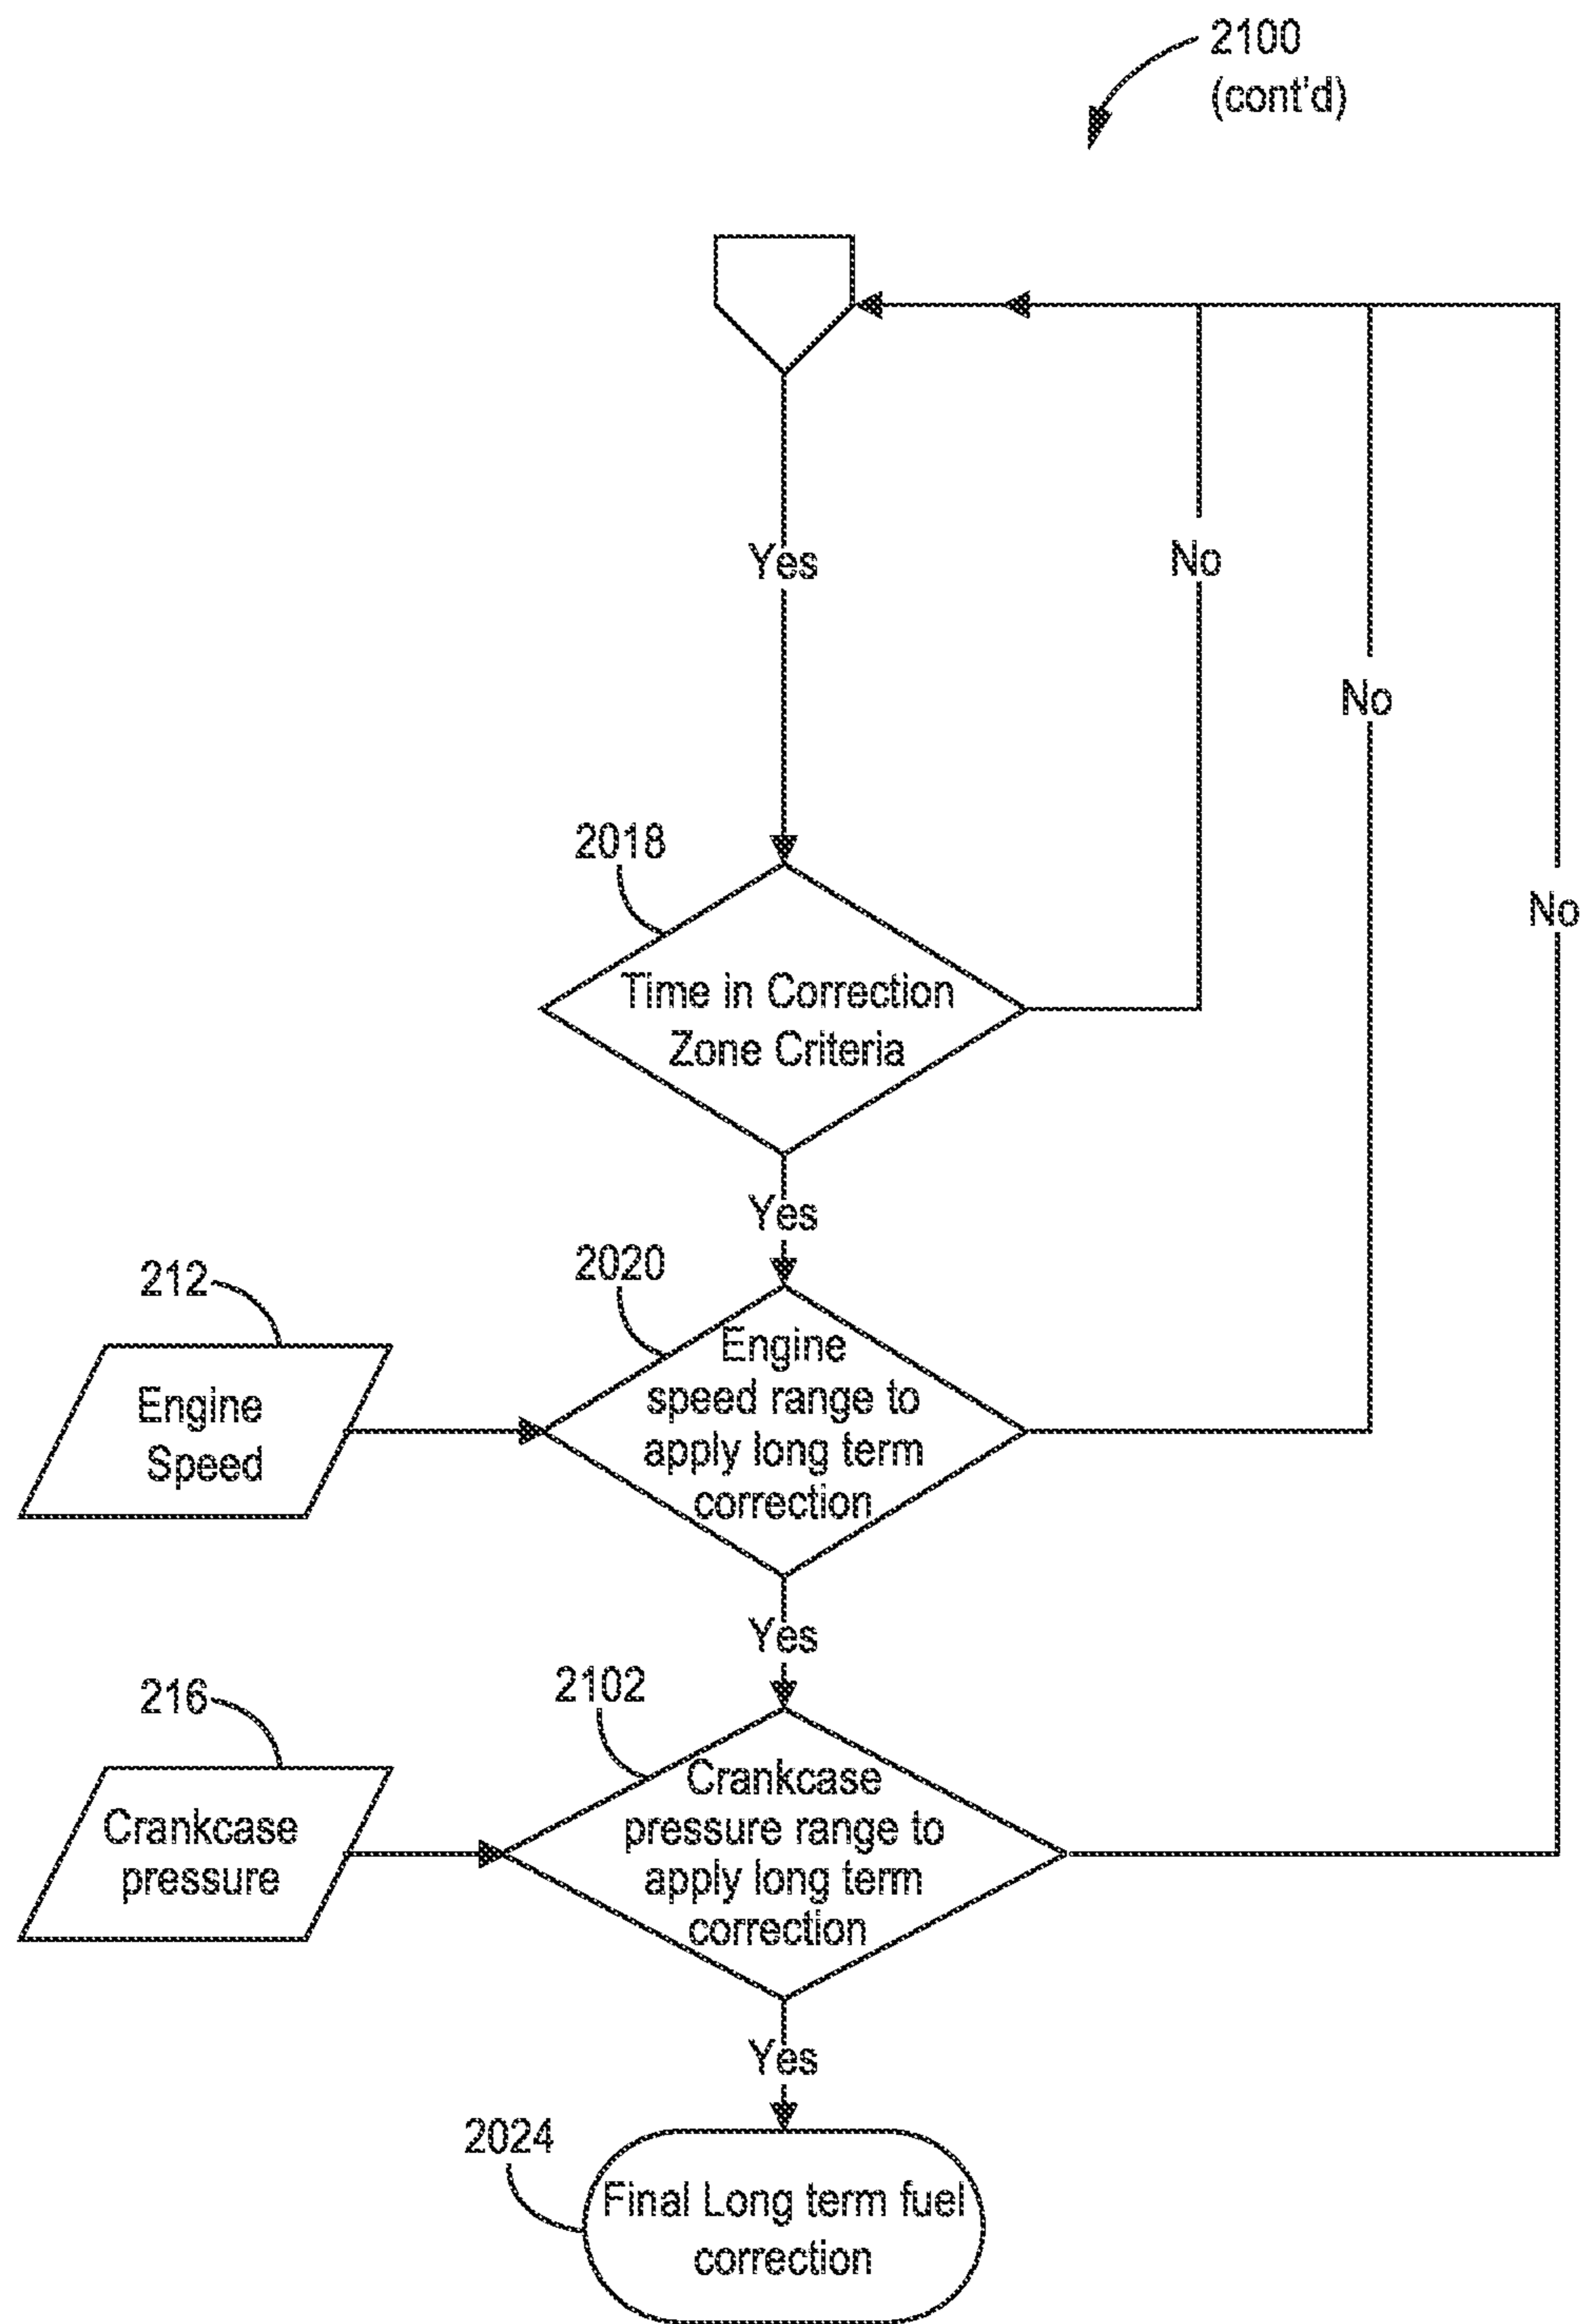 2100
(cont'd)
Yes
No
No
No
2018
Time in Correction
Zone Criteria
Yes
212
2020
Engine
Speed
Engine
speed range to
apply long term
correction
Yes
216
2102
Crankcase
pressure
Crankcase
pressure range to
apply long term
correction
Yes
2024
Final Long term fuel
correction